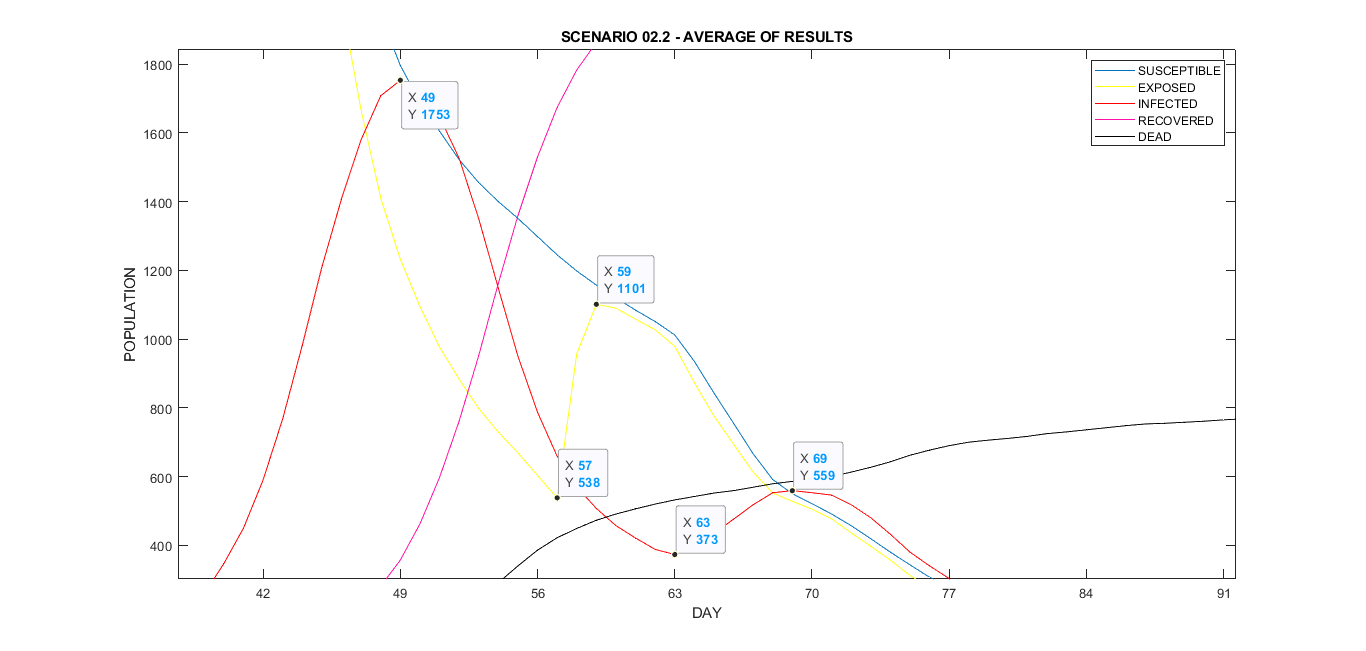 SCENARIO 02.2 - AVERAGE OF RESULTS
SUSCEPTIBLE
EXPOSED
INFECTED
RECOVERED
DEAD
POPULATION
1800
1600
1400
1200
1000
800
600
400
X 49
Y 1753
X 59
Y 1101
X 57
Y 538
X 63
Y 373
X 69
Y 559
42 49 56 63 70 77 84 91
DAY